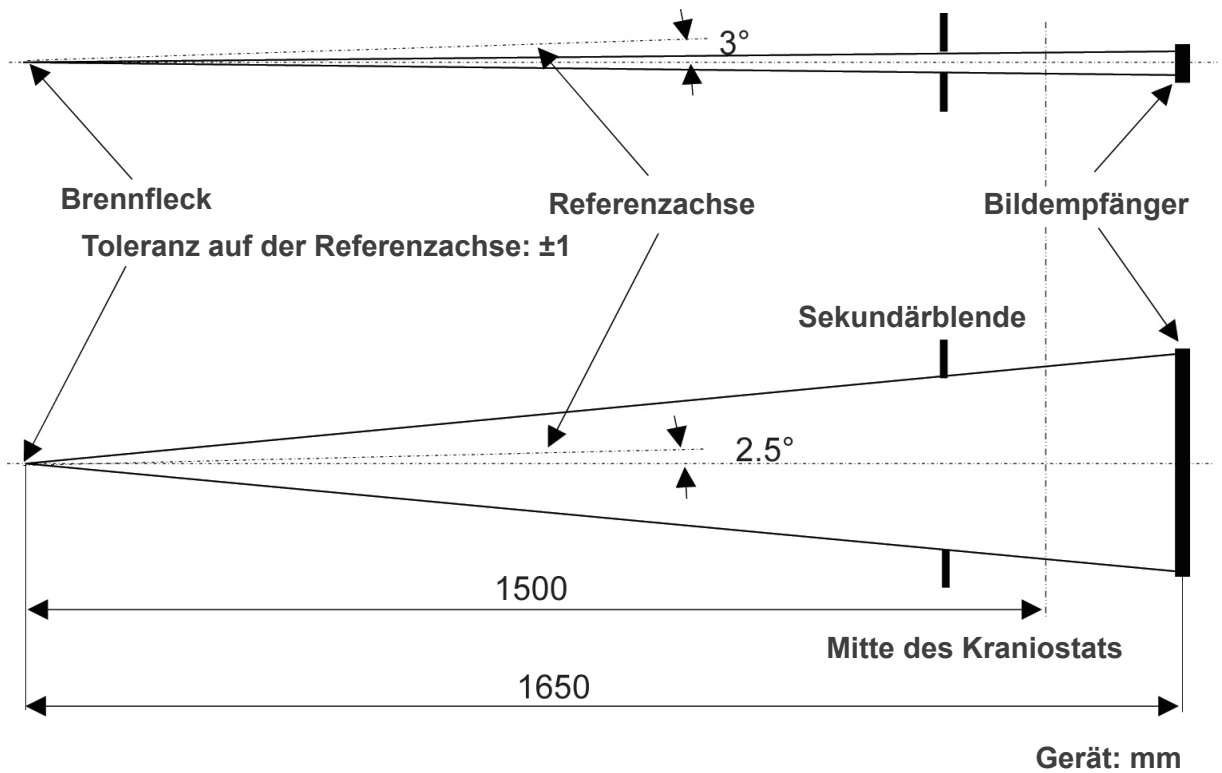 3°
Brennfleck
Referenzachse
Bildempfänger
Toleranz auf der Referenzachse: ±1
Sekundärblende
2.5°
1500
Mitte des Kraniostats
1650
Gerät: mm